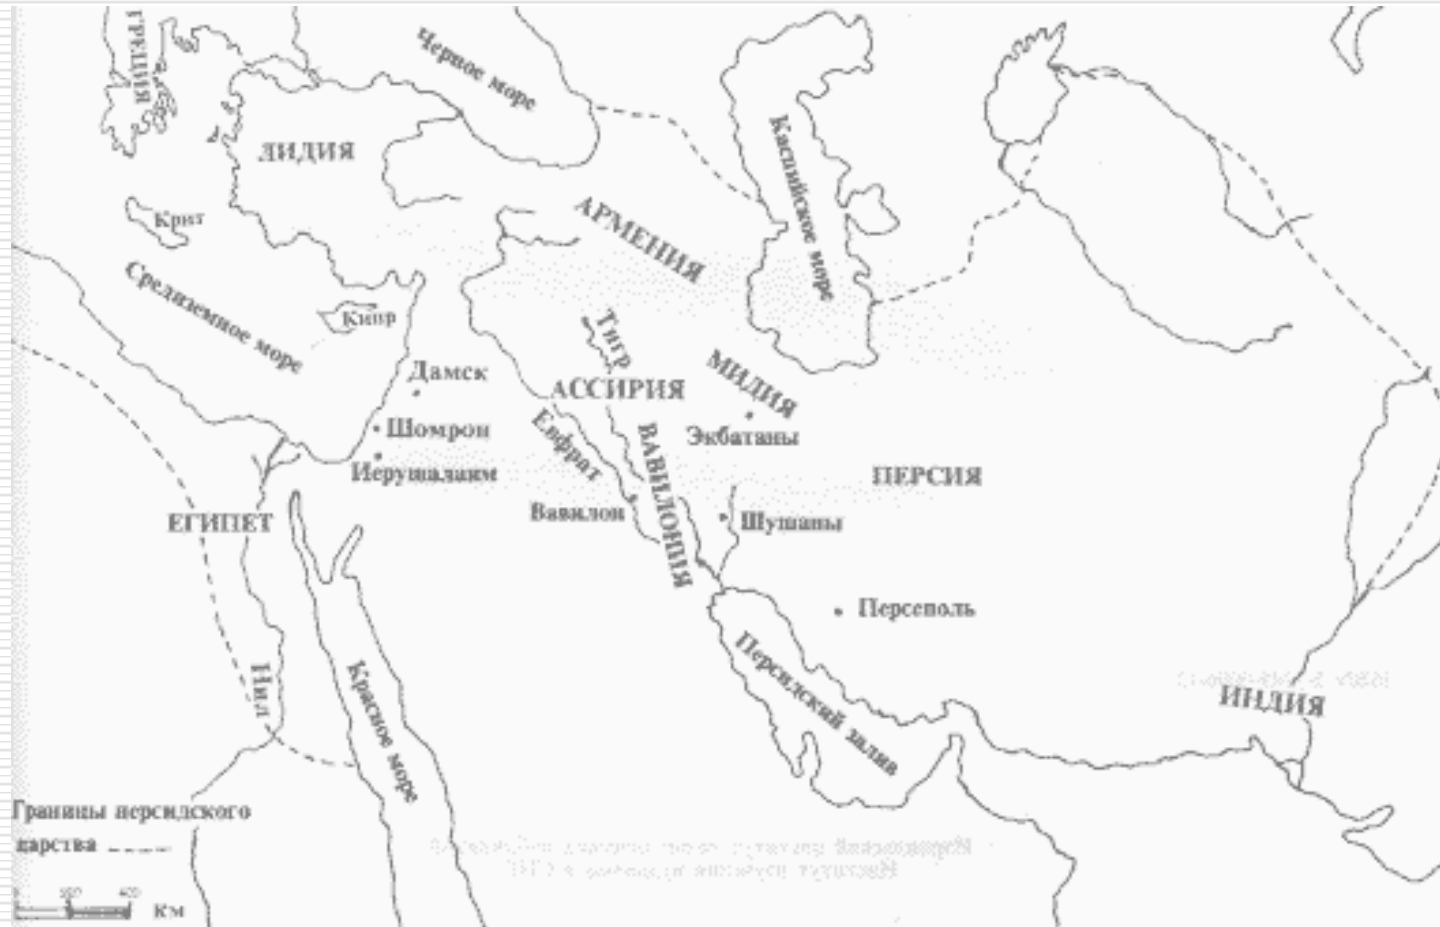 ГРЕЦИЯ
Черное море
ЛИДИЯ
Каспийское море
Крит
АРМЕНИЯ
Средиземное море
Кипр
Тигр
Дамск
АССИРИЯ
МИДИЯ
Шомрон
Евфрат
ВАВИЛОНИЯ
Экбатаны
Иерушалаим
ПЕРСИЯ
ЕГИПЕТ
Вавилон
Шушаны
Персеполь
Нил
Красное море
Персидский залив
ИНДИЯ
Границы персидского
царства
400
км